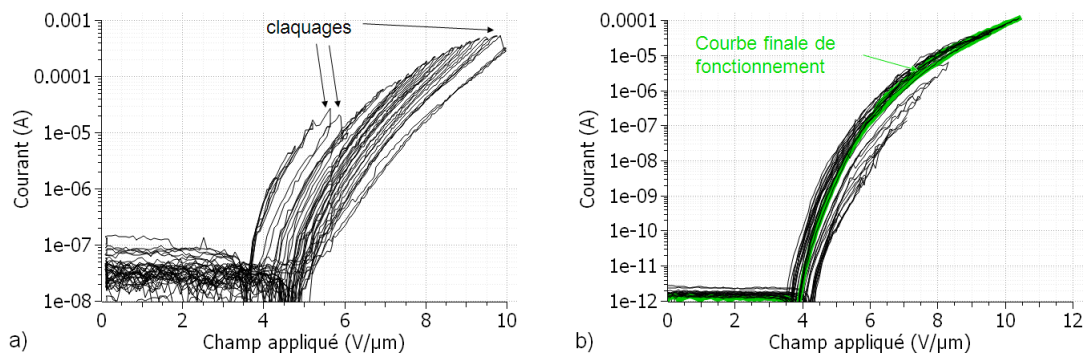 a)
claquages
0.001
0.0001
1e-05
1e-06
1e-07
1e-08
Courant (A)
0 2 4 6 8 10
Champ appliqué (V/µm)
b)
Courbe finale de
fonctionnement
0.0001
1e-05
1e-06
1e-07
1e-08
1e-09
1e-10
1e-11
1e-12
Courant (A)
0 2 4 6 8 10 12
Champ appliqué (V/µm)